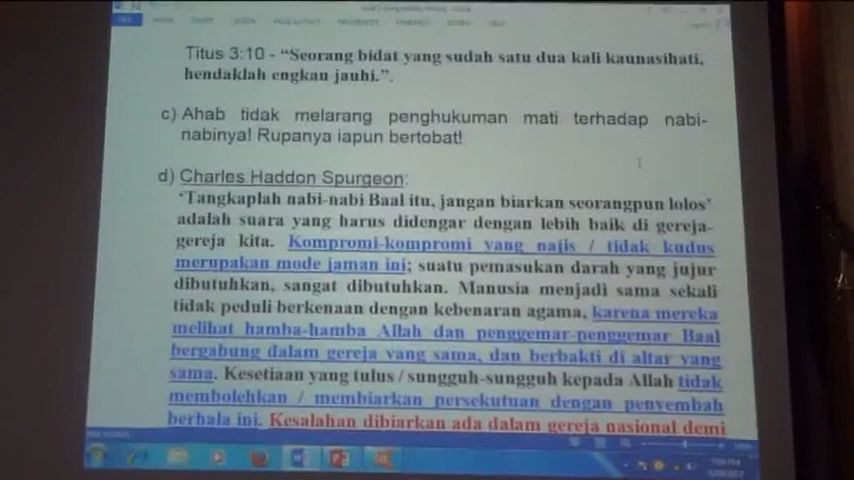 Titus 3:10 - “Seorang bidat yang sudah satu dua kali kaunasihati,
hendaklah engkau jauhi.”.
c) Ahab tidak melarang penghukuman mati terhadap nabi-
nabinya! Rupanya iapun bertobat!
d) Charles Haddon Spurgeon:
‘Tangkaplah nabi-nabi Baal itu, jangan biarkan seorangpun lolos’
adalah suara yang harus didengar dengan lebih baik di gereja-
gereja kita. Kompromi-kompromi yang najis / tidak kudus
merupakan mode jaman ini; suatu pemasukan darah yang jujur
dibutuhkan, sangat dibutuhkan. Manusia menjadi sama sekali
tidak peduli berkenaan dengan kebenaran agama, karena mereka
melihat hamba-hamba Allah dan penggemar-penggemar Baal
bergabung dalam gereja yang sama, dan berbakti di altar yang
sama. Kesetiaan yang tulus / sungguh-sungguh kepada Allah tidak
membolehkan / membiarkan persekutuan dengan penyembah
berhala ini. Kesalahan dibiarkan ada dalam gereja nasional demi